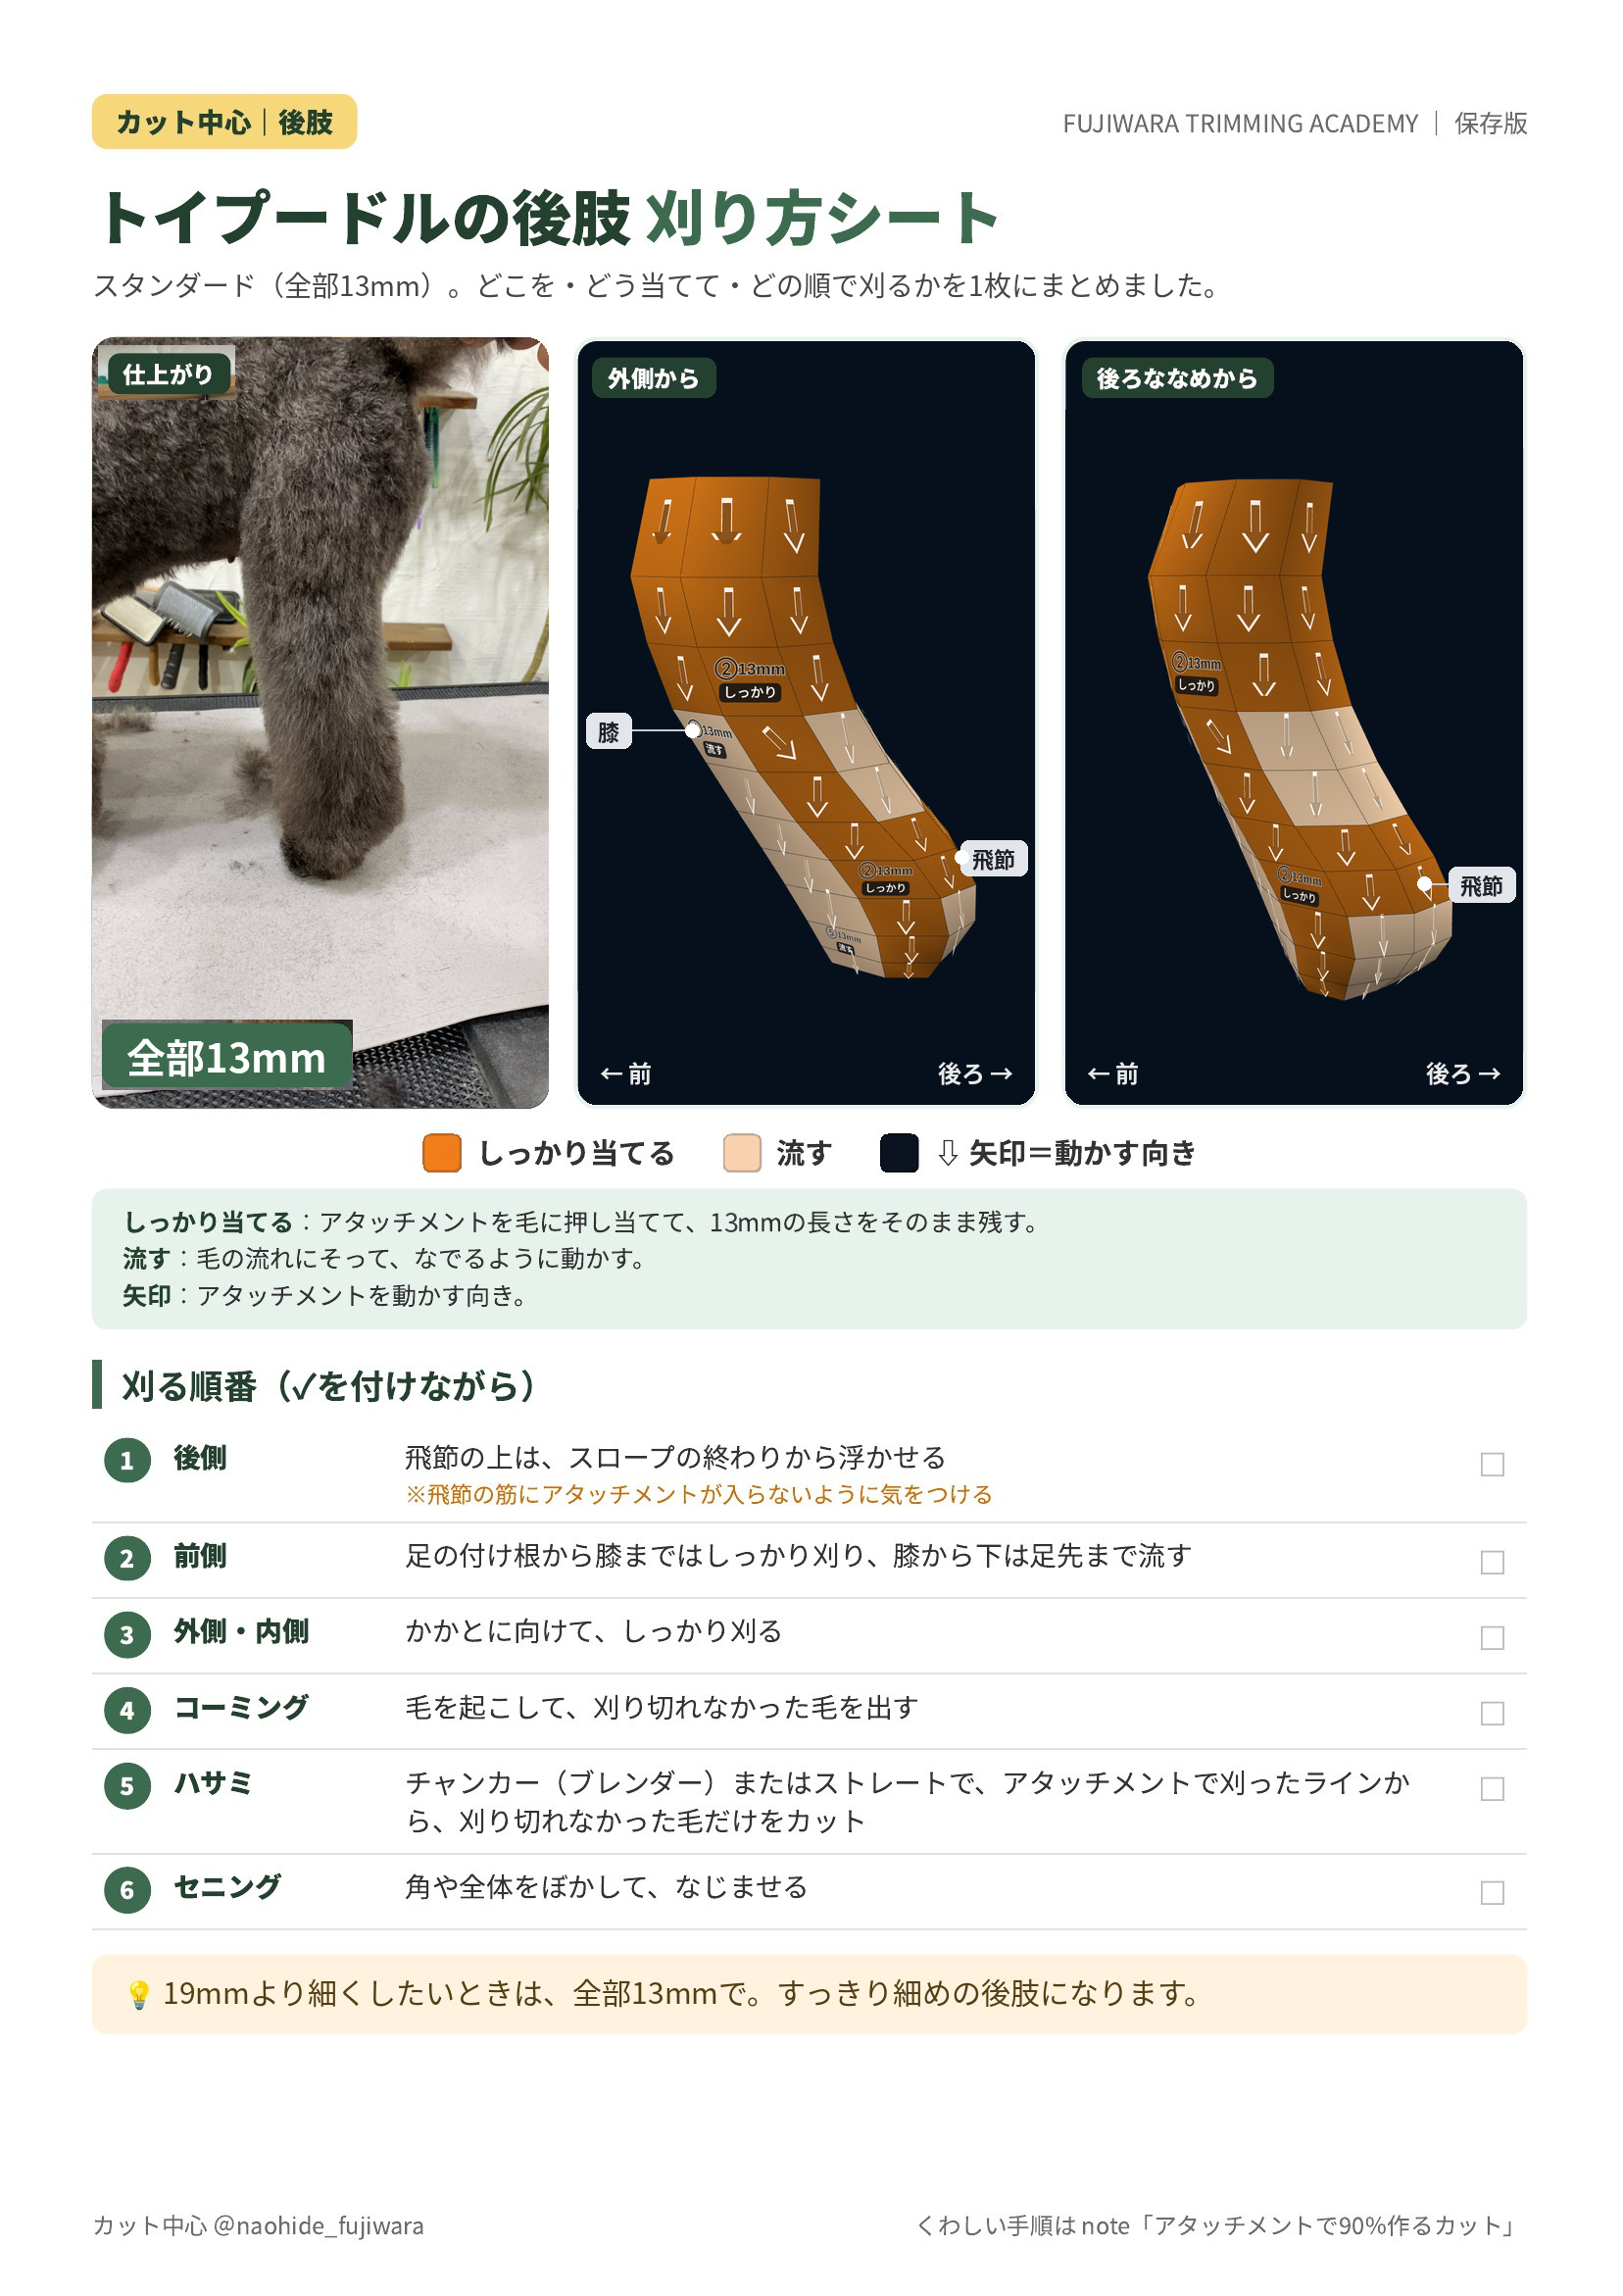 カット中心｜後肢
FUJIWARA TRIMMING ACADEMY ｜ 保存版
トイプードルの後肢 刈り方シート
スタンダード（全部13mm）。どこを・どう当てて・どの順で刈るかを1枚にまとめました。
仕上がり
全部13mm
外側から
②13mm
しっかり
膝
13mm
流す
飛節
②13mm
しっかり
⑤13mm
流す
← 前
後ろ →
後ろななめから
②13mm
しっかり
②13mm
しっかり
飛節
← 前
後ろ →
しっかり当てる
流す
⇩ 矢印＝動かす向き
しっかり当てる：アタッチメントを毛に押し当てて、13mmの長さをそのまま残す。
流す：毛の流れにそって、なでるように動かす。
矢印：アタッチメントを動かす向き。
刈る順番（✓を付けながら）
1 後側 飛節の上は、スロープの終わりから浮かせる □
※飛節の筋にアタッチメントが入らないように気をつける
2 前側 足の付け根から膝まではしっかり刈り、膝から下は足先まで流す □
3 外側・内側 かかとに向けて、しっかり刈る □
4 コーミング 毛を起こして、刈り切れなかった毛を出す □
5 ハサミ チャンカー（ブレンダー）またはストレートで、アタッチメントで刈ったラインか □
ら、刈り切れなかった毛だけをカット
6 セニング 角や全体をぼかして、なじませる □
💡 19mmより細くしたいときは、全部13mmで。すっきり細めの後肢になります。
カット中心 @naohide_fujiwara
くわしい手順は note「アタッチメントで90%作るカット」